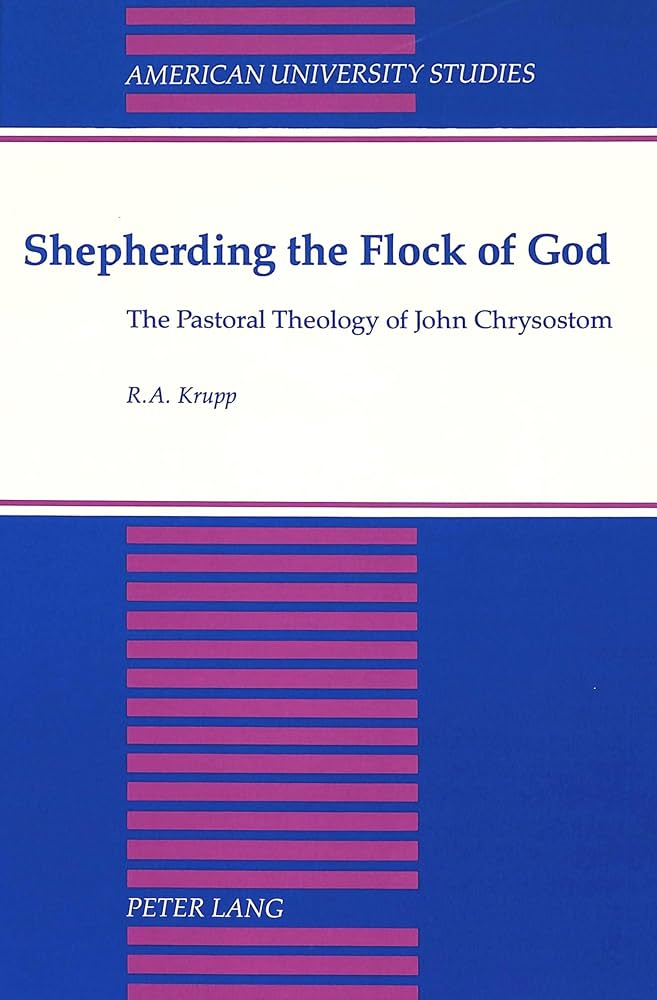 AMERICAN UNIVERSITY STUDIES
Shepherding the Flock of God
The Pastoral Theology of John Chrysostom
R.A. Krupp
PETER LANG